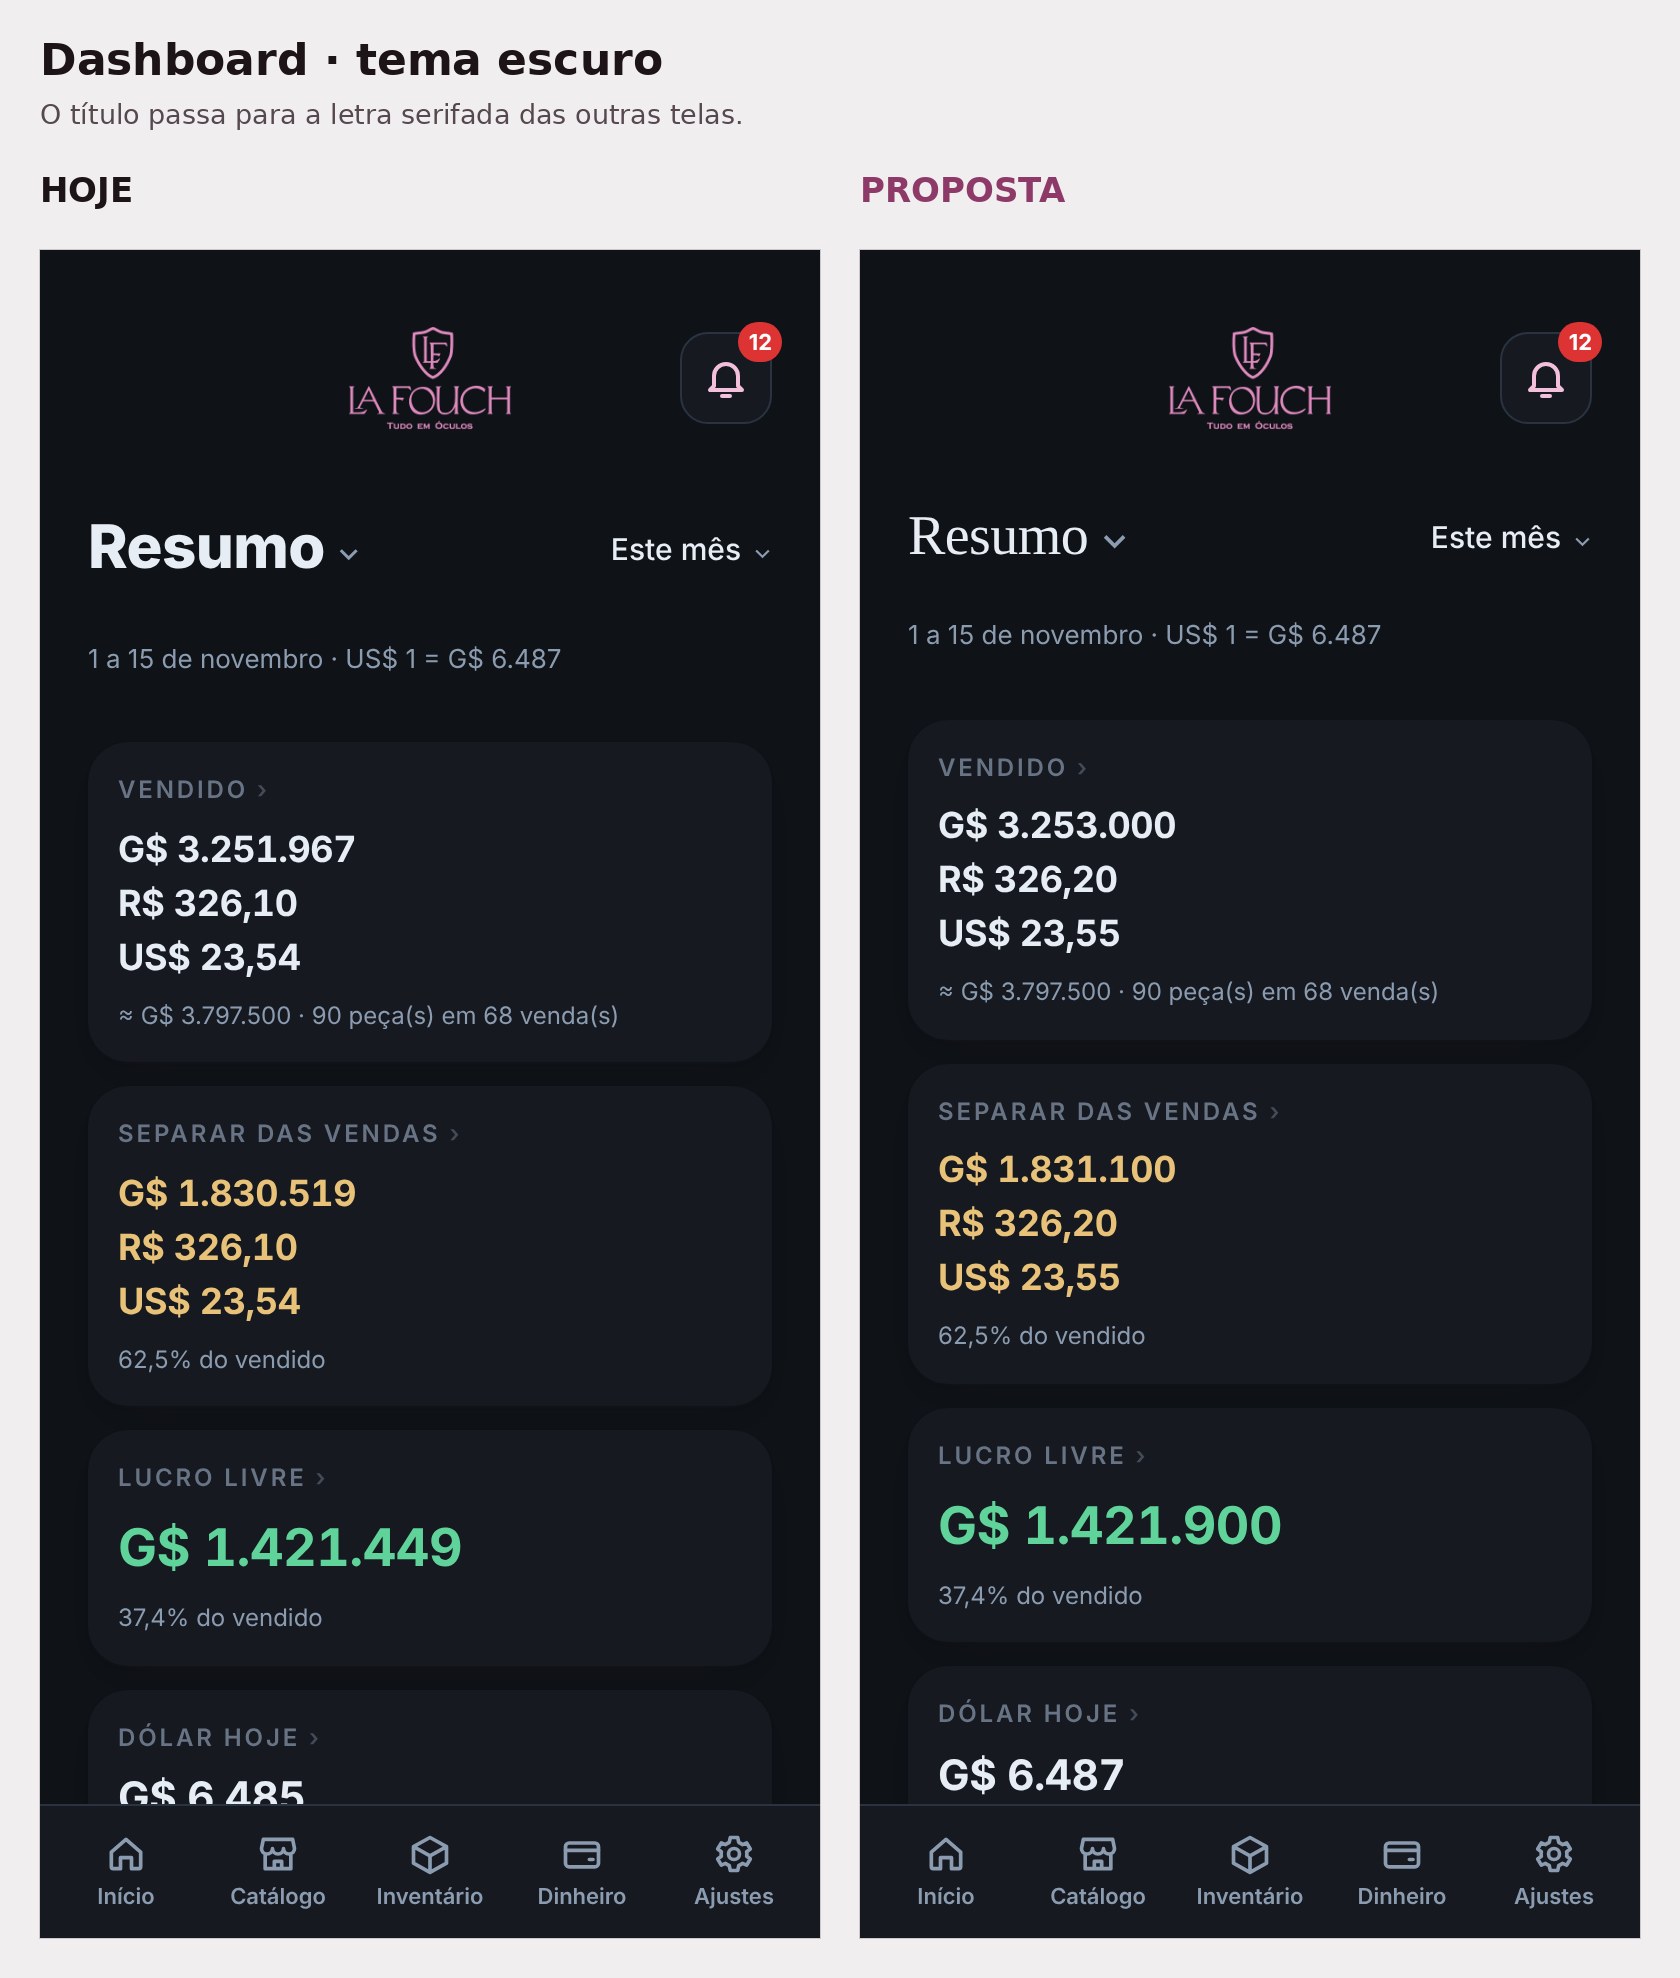 Dashboard · tema escuro
O título passa para a letra serifada das outras telas.
HOJE
LF
LA FOUCH
TUDO EM ÓCULOS
12
Resumo
Este mês
1 a 15 de novembro · US$ 1 = G$ 6.487
VENDIDO ›
G$ 3.251.967
R$ 326,10
US$ 23,54
≈ G$ 3.797.500 · 90 peça(s) em 68 venda(s)
SEPARAR DAS VENDAS ›
G$ 1.830.519
R$ 326,10
US$ 23,54
62,5% do vendido
LUCRO LIVRE ›
G$ 1.421.449
37,4% do vendido
DÓLAR HOJE ›
G$ 6.485
Início
Catálogo
Inventário
Dinheiro
Ajustes
PROPOSTA
LF
LA FOUCH
TUDO EM ÓCULOS
12
Resumo
Este mês
1 a 15 de novembro · US$ 1 = G$ 6.487
VENDIDO ›
G$ 3.253.000
R$ 326,20
US$ 23,55
≈ G$ 3.797.500 · 90 peça(s) em 68 venda(s)
SEPARAR DAS VENDAS ›
G$ 1.831.100
R$ 326,20
US$ 23,55
62,5% do vendido
LUCRO LIVRE ›
G$ 1.421.900
37,4% do vendido
DÓLAR HOJE ›
G$ 6.487
Início
Catálogo
Inventário
Dinheiro
Ajustes